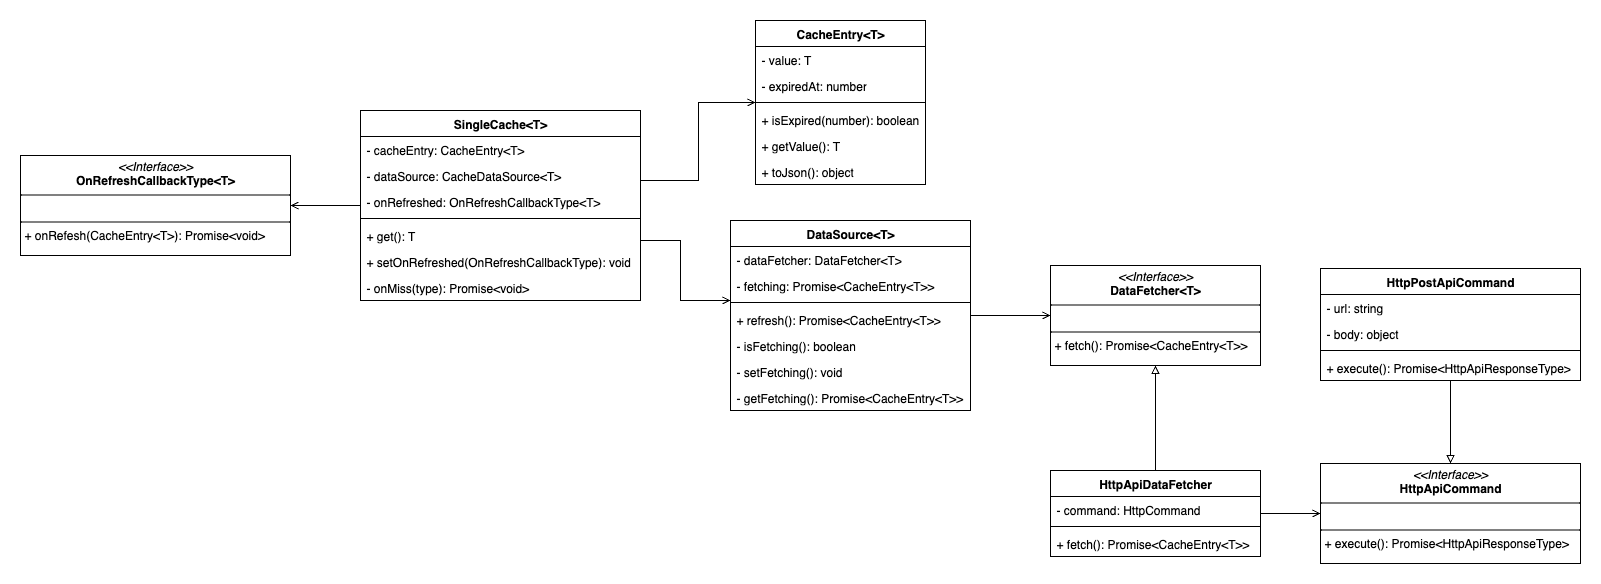 CacheEntry<T>
- value: T
- expiredAt: number
+ isExpired(number): boolean
+ getValue(): T
+ toJson(): object
SingleCache<T>
- cacheEntry: CacheEntry<T>
- dataSource: CacheDataSource<T>
- onRefreshed: OnRefreshCallbackType<T>
+ get(): T
+ setOnRefreshed(OnRefreshCallbackType): void
- onMiss(type): Promise<void>
<<Interface>>
OnRefreshCallbackType<T>
+ onRefesh(CacheEntry<T>): Promise<void>
DataSource<T>
- dataFetcher: DataFetcher<T>
- fetching: Promise<CacheEntry<T>>
+ refresh(): Promise<CacheEntry<T>>
- isFetching(): boolean
- setFetching(): void
- getFetching(): Promise<CacheEntry<T>>
<<Interface>>
DataFetcher<T>
+ fetch(): Promise<CacheEntry<T>>
HttpPostApiCommand
- url: string
- body: object
+ execute(): Promise<HttpApiResponseType>
HttpApiDataFetcher
- command: HttpCommand
+ fetch(): Promise<CacheEntry<T>>
<<Interface>>
HttpApiCommand
+ execute(): Promise<HttpApiResponseType>